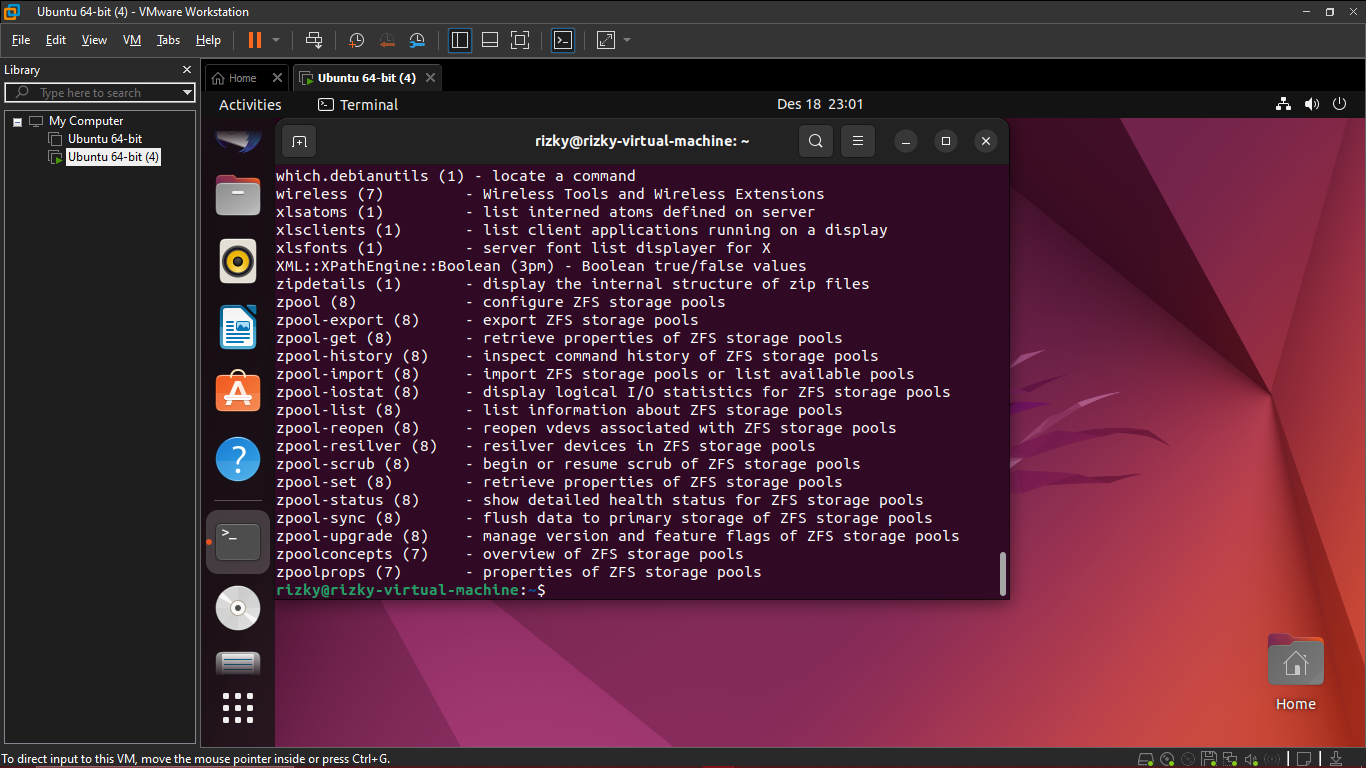 Ubuntu 64-bit (4) - VMware Workstation
File Edit View VM Tabs Help
Library
Type here to search
My Computer
Ubuntu 64-bit
Ubuntu 64-bit (4)
Home
Ubuntu 64-bit (4)
Activities
Terminal
Des 18 23:01
rizky@rizky-virtual-machine: ~
which.debianutils (1) - locate a command
wireless (7)         - Wireless Tools and Wireless Extensions
xlsatoms (1)         - list interned atoms defined on server
xlsclients (1)       - list client applications running on a display
xlsfonts (1)         - server font list displayer for X
XML::XPathEngine::Boolean (3pm) - Boolean true/false values
zipdetails (1)       - display the internal structure of zip files
zpool (8)            - configure ZFS storage pools
zpool-export (8)     - export ZFS storage pools
zpool-get (8)        - retrieve properties of ZFS storage pools
zpool-history (8)    - inspect command history of ZFS storage pools
zpool-import (8)     - import ZFS storage pools or list available pools
zpool-iostat (8)     - display logical I/O statistics for ZFS storage pools
zpool-list (8)       - list information about ZFS storage pools
zpool-reopen (8)     - reopen vdevs associated with ZFS storage pools
zpool-resilver (8)   - resilver devices in ZFS storage pools
zpool-scrub (8)      - begin or resume scrub of ZFS storage pools
zpool-set (8)        - retrieve properties of ZFS storage pools
zpool-status (8)     - show detailed health status for ZFS storage pools
zpool-sync (8)       - flush data to primary storage of ZFS storage pools
zpool-upgrade (8)    - manage version and feature flags of ZFS storage pools
zpoolconcepts (7)    - overview of ZFS storage pools
zpoolprops (7)       - properties of ZFS storage pools
rizky@rizky-virtual-machine:~$
Home
To direct input to this VM, move the mouse pointer inside or press Ctrl+G.